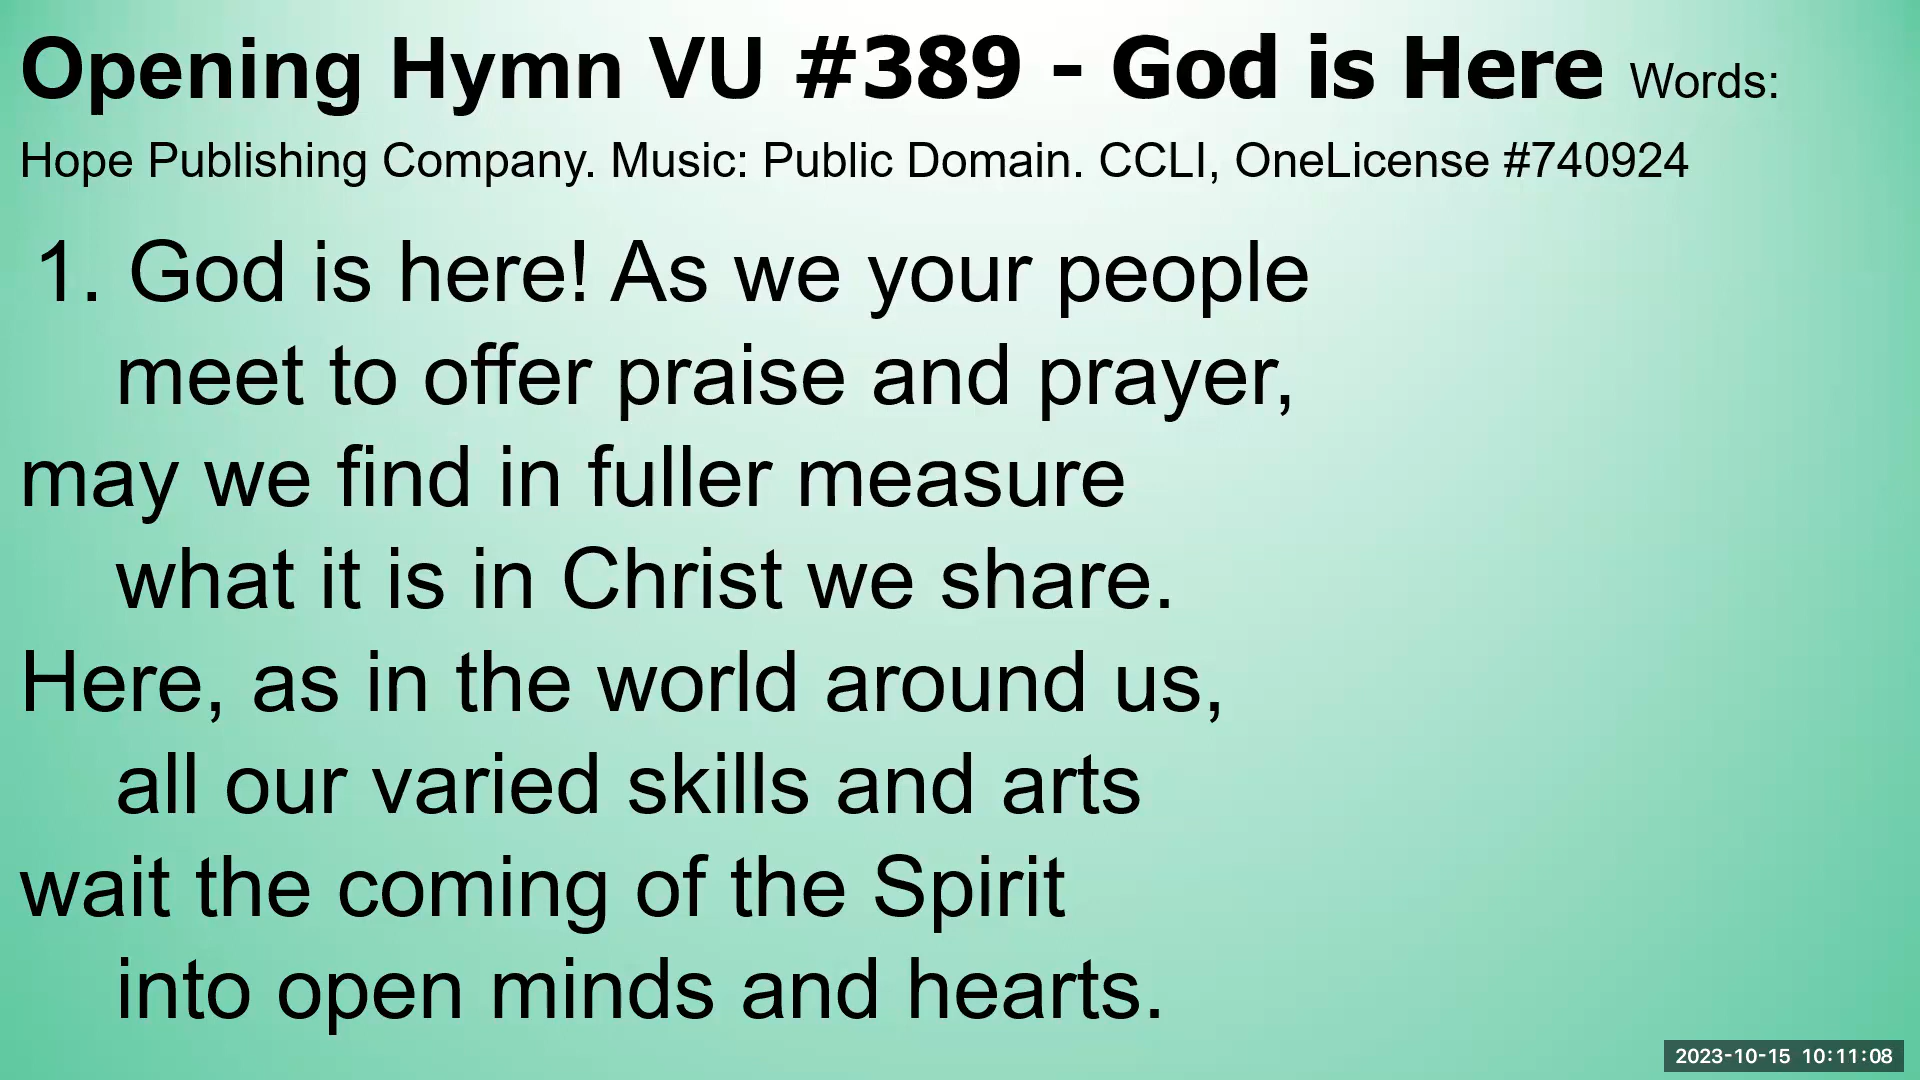 Opening Hymn VU #389 - God is Here Words:
Hope Publishing Company. Music: Public Domain. CCLI, OneLicense #740924
1. God is here! As we your people
meet to offer praise and prayer,
may we find in fuller measure
what it is in Christ we share.
Here, as in the world around us,
all our varied skills and arts
wait the coming of the Spirit
into open minds and hearts.
2023-10-15 10:11:08